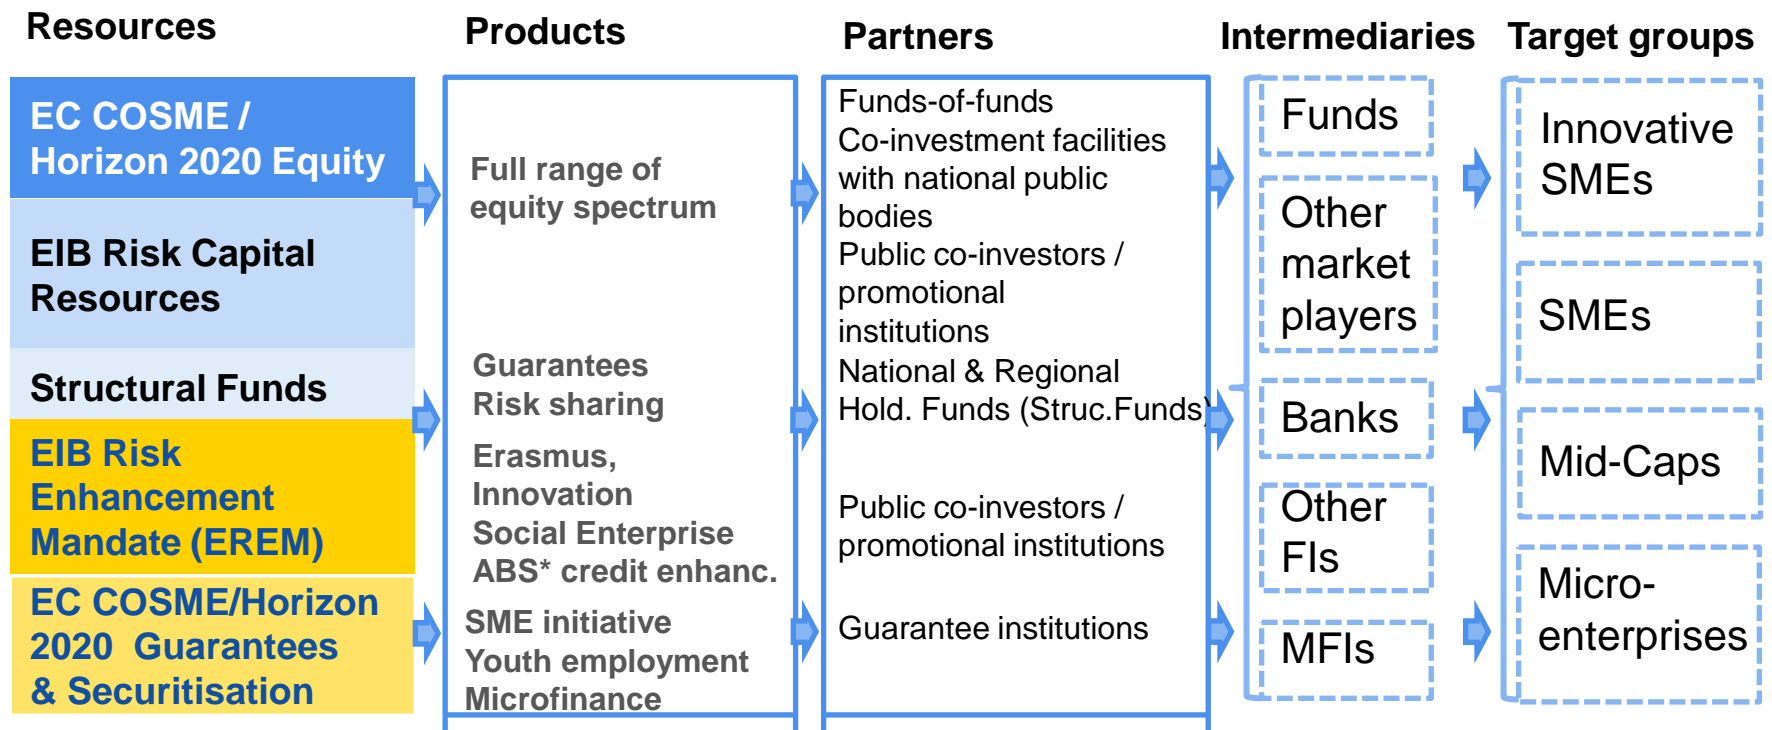 Resources
Products
Partners
Intermediaries
Target groups
EC COSME /
Horizon 2020 Equity
EIB Risk Capital
Resources
Structural Funds
EIB Risk
Enhancement
Mandate (EREM)
EC COSME/Horizon
2020 Guarantees
& Securitisation
Full range of
equity spectrum
Guarantees
Risk sharing
Erasmus,
Innovation
Social Enterprise
ABS* credit enhanc.
SME initiative
Youth employment
Microfinance
Funds-of-funds
Co-investment facilities
with national public
bodies
Public co-investors /
promotional
institutions
National & Regional
Hold. Funds (Struc.Funds)
Public co-investors /
promotional institutions
Guarantee institutions
Funds
Other
market
players
Banks
Other
FIs
MFIs
Innovative
SMEs
SMEs
Mid-Caps
Micro-
enterprises